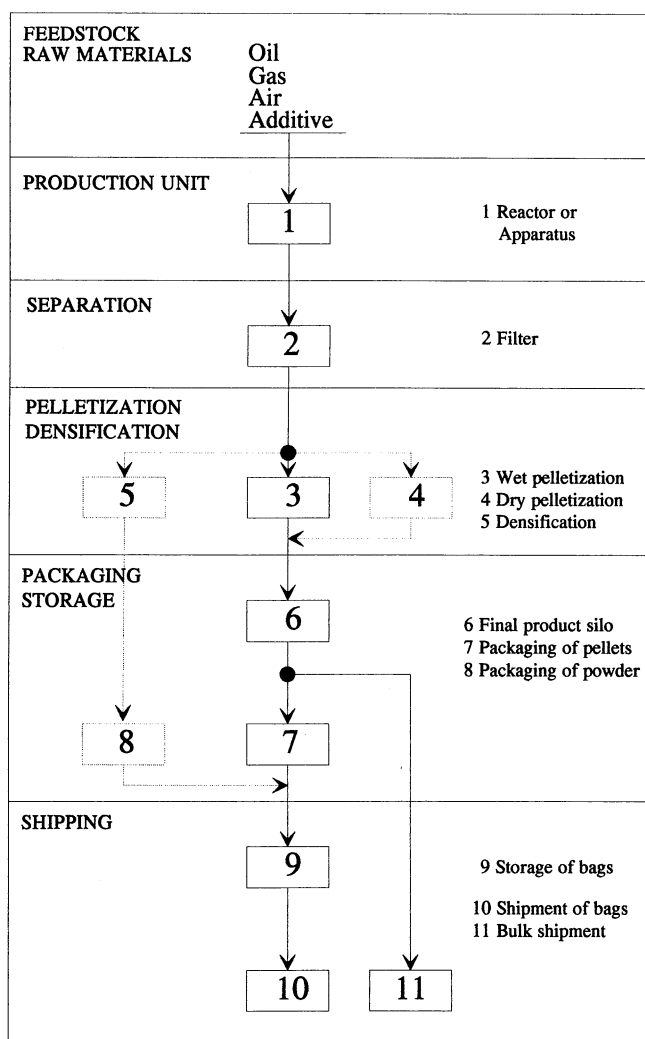 FEEDSTOCK
RAW MATERIALS
Oil
Gas
Air
Additive
PRODUCTION UNIT
1
1 Reactor or
Apparatus
SEPARATION
2
2 Filter
PELLETIZATION
DENSIFICATION
5
3
4
3 Wet pelletization
4 Dry pelletization
5 Densification
PACKAGING
STORAGE
6
6 Final product silo
7 Packaging of pellets
8 Packaging of powder
8
7
SHIPPING
9
9 Storage of bags
10 Shipment of bags
11 Bulk shipment
10
11